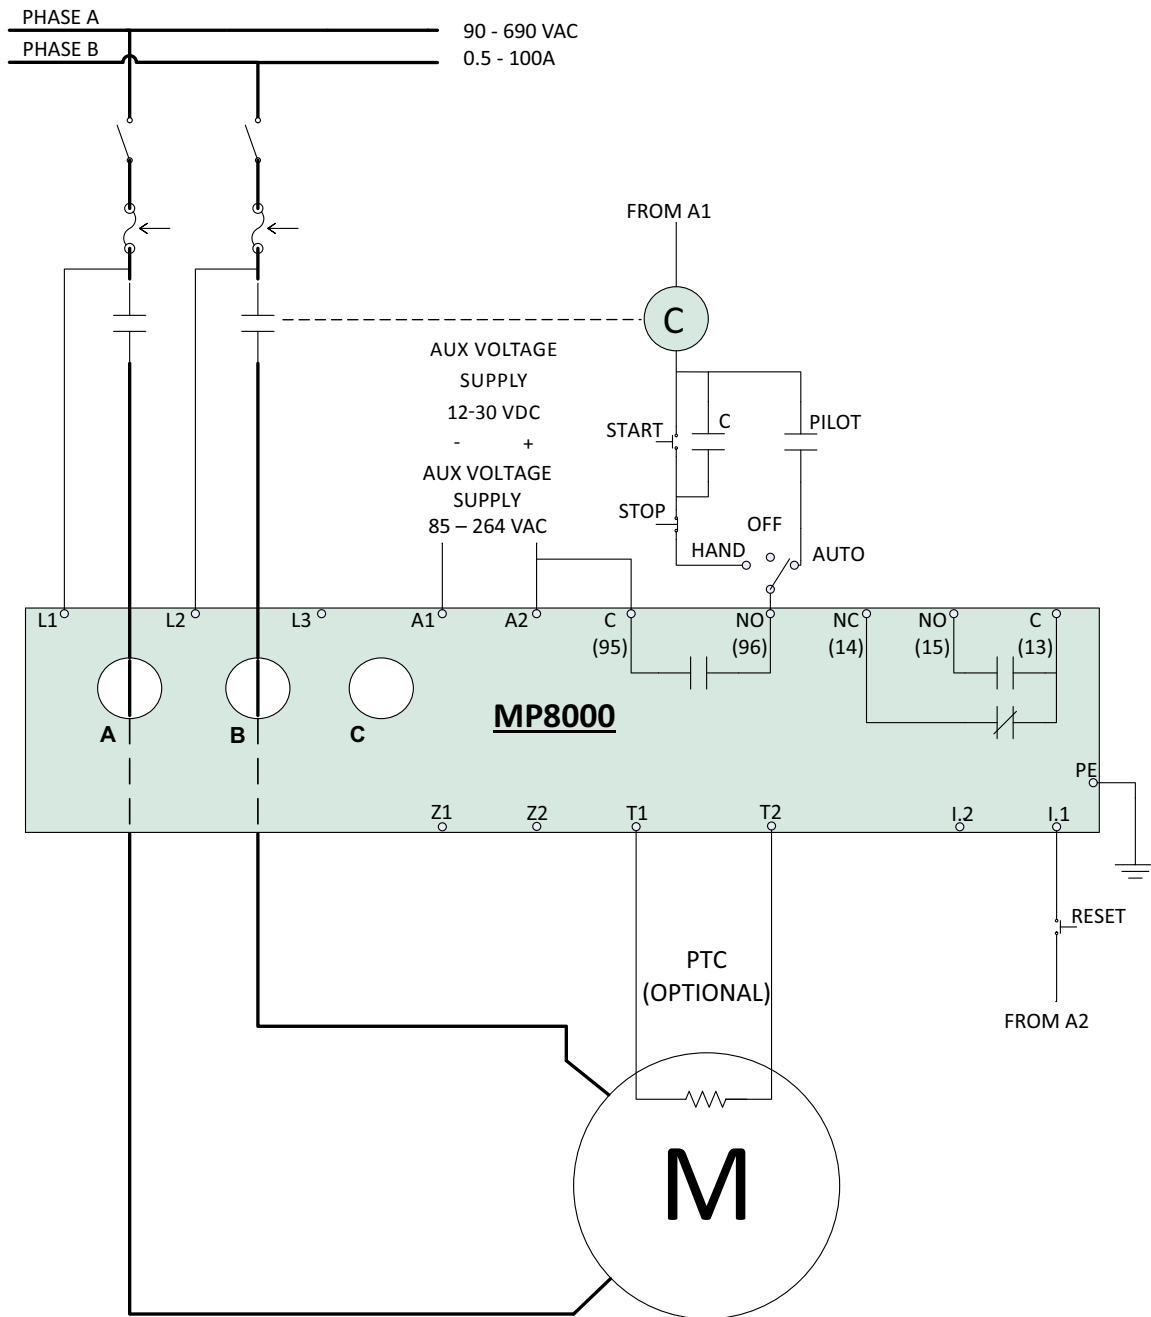 PHASE A
90 - 690 VAC
PHASE B
0.5 - 100A
FROM A1
C
AUX VOLTAGE
SUPPLY
12-30 VDC
- +
AUX VOLTAGE
SUPPLY
85 – 264 VAC
START
C
PILOT
STOP
OFF
HAND
AUTO
L1
L2
L3
A1
A2
C
(95)
NO
(96)
NC
(14)
NO
(15)
C
(13)
A
B
C
MP8000
PE
Z1
Z2
T1
T2
I.2
I.1
RESET
PTC
(OPTIONAL)
FROM A2
M